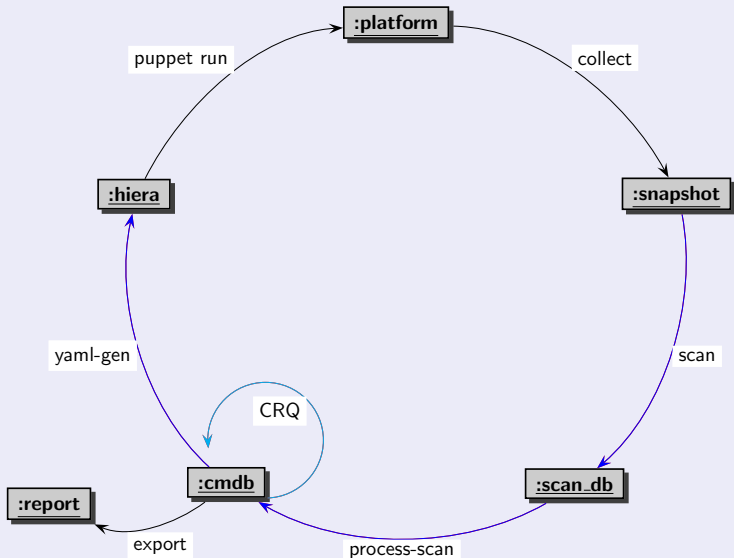 :platform
puppet run
collect
:hiera
:snapshot
yaml-gen
scan
CRQ
:cmdb
:scan_db
:report
export
process-scan